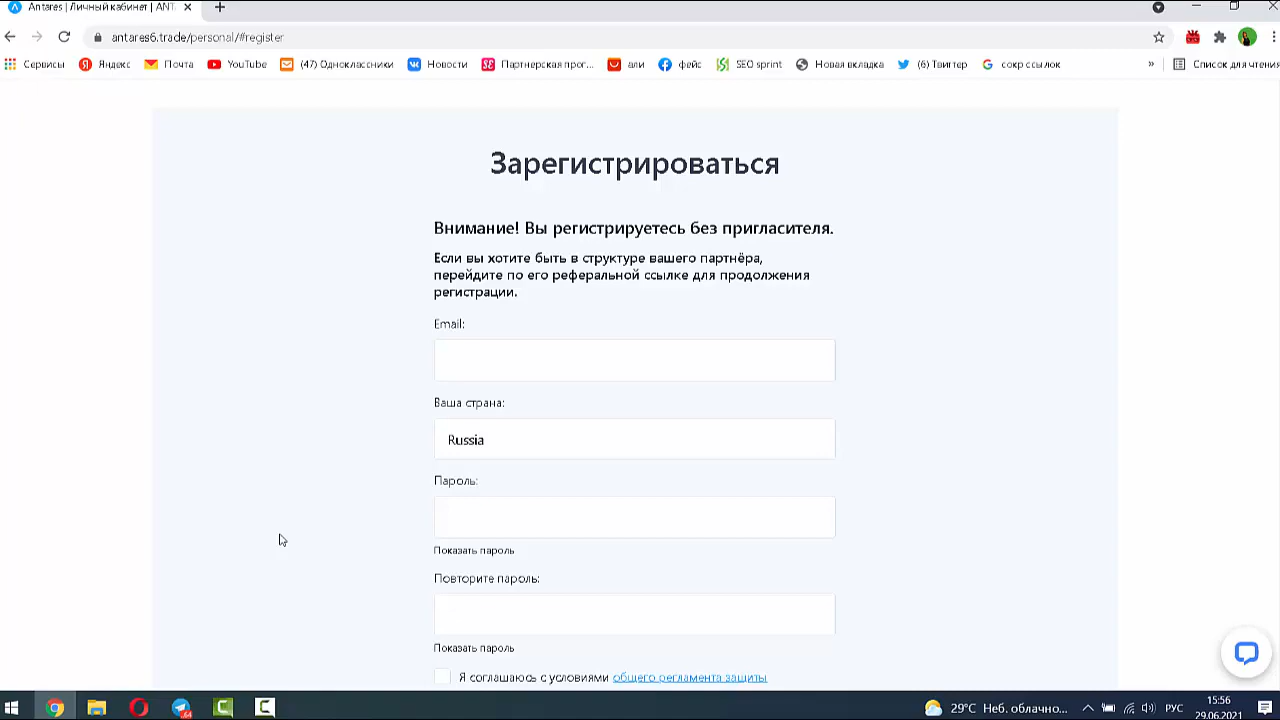 Antares | Личный кабинет | ANT
antares6.trade/personal/#register
Сервисы Яндекс Почта YouTube (47) Одноклассники Новости Партнерская прог... али фейс SEO sprint Новая вкладка (6) Твиттер сокр ссылок » Список для чтения
Зарегистрироваться
Внимание! Вы регистрируетесь без пригласителя.
Если вы хотите быть в структуре вашего партнёра,
перейдите по его реферальной ссылке для продолжения
регистрации.
Email:
Ваша страна:
Russia
Пароль:
Показать пароль
Повторите пароль:
Показать пароль
Я соглашаюсь с условиями общего регламента защиты
29°C Неб. облачно... РУС 15:56
29.06.2021